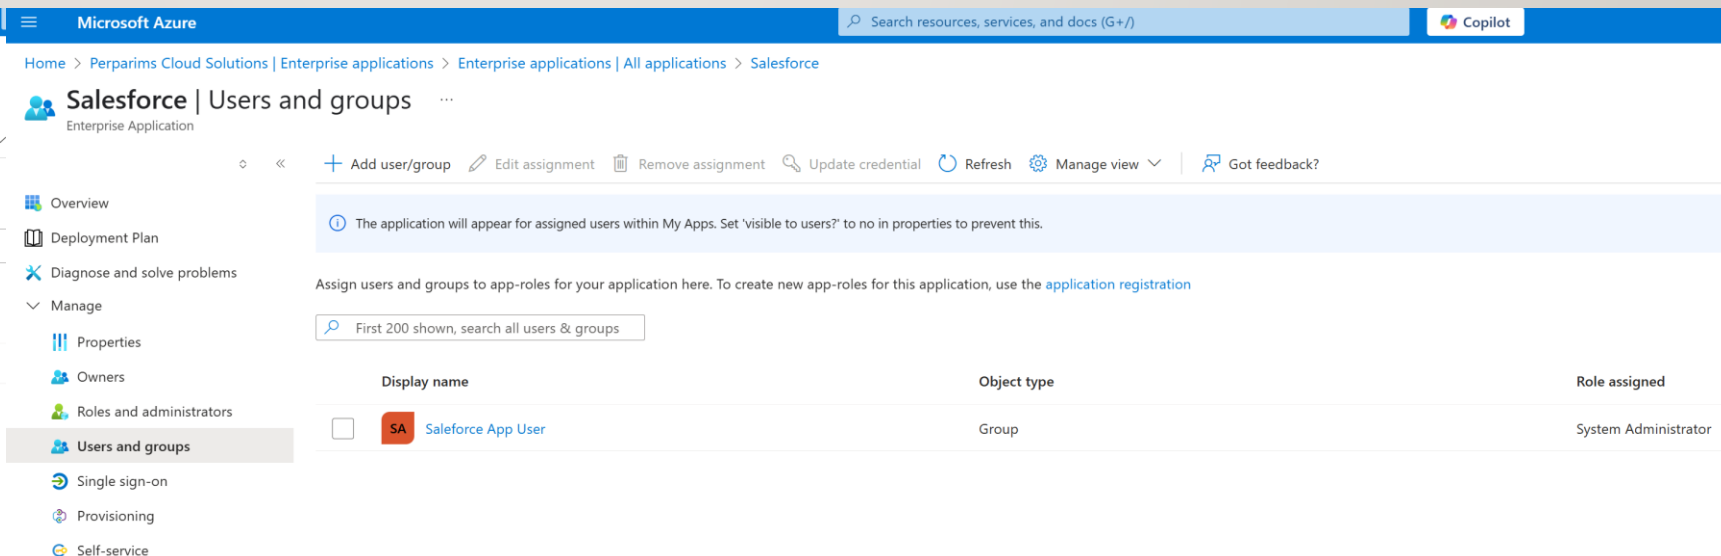 Microsoft Azure
Search resources, services, and docs (G+/)
Copilot
Home > Perparims Cloud Solutions | Enterprise applications > Enterprise applications | All applications > Salesforce
Salesforce | Users and groups ...
Enterprise Application
Add user/group Edit assignment Remove assignment Update credential Refresh Manage view Got feedback?
Overview
Deployment Plan
Diagnose and solve problems
Manage
Properties
Owners
Roles and administrators
Users and groups
Single sign-on
Provisioning
Self-service
The application will appear for assigned users within My Apps. Set 'visible to users?' to no in properties to prevent this.
Assign users and groups to app-roles for your application here. To create new app-roles for this application, use the application registration
First 200 shown, search all users & groups
Display name Object type Role assigned
SA Saleforce App User Group System Administrator